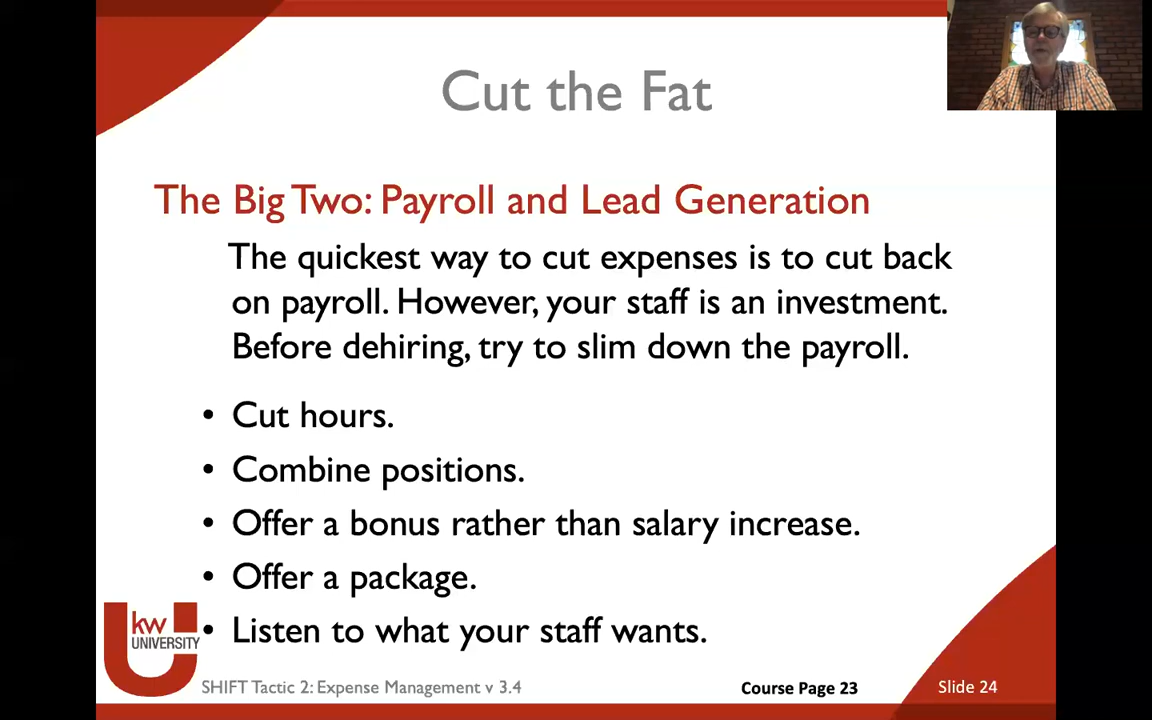 Cut the Fat
The Big Two: Payroll and Lead Generation
The quickest way to cut expenses is to cut back
on payroll. However, your staff is an investment.
Before dehiring, try to slim down the payroll.
• Cut hours.
• Combine positions.
• Offer a bonus rather than salary increase.
• Offer a package.
• Listen to what your staff wants.
kw
UNIVERSITY
SHIFT Tactic 2: Expense Management v 3.4
Course Page 23
Slide 24